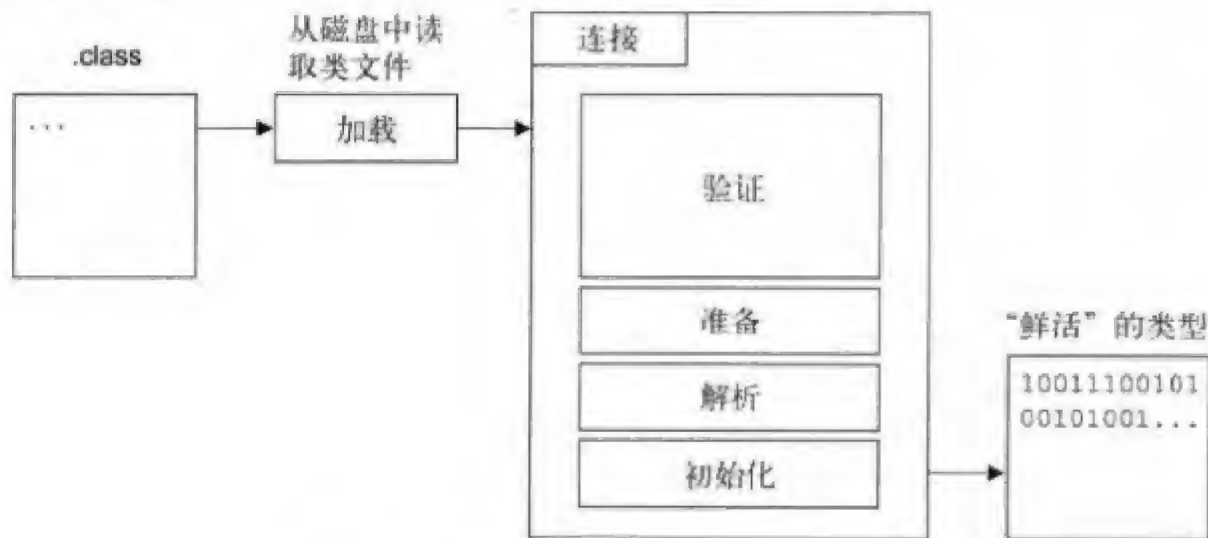 .class
...
从磁盘中读
取类文件
加载
连接
验证
准备
解析
初始化
“鲜活”的类型
10011100101
00101001...